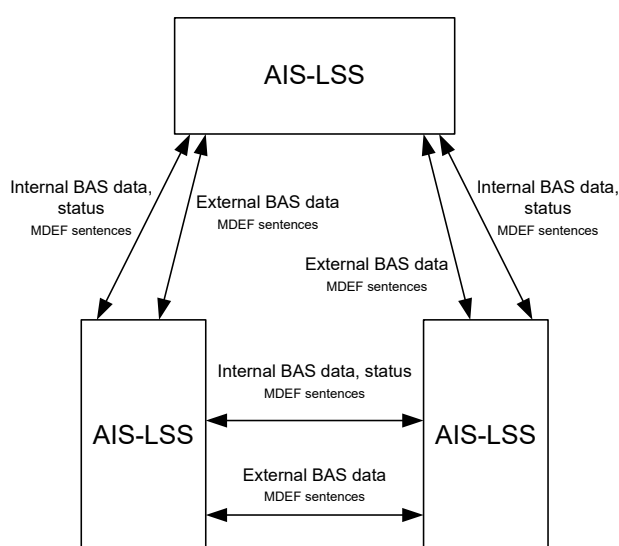 AIS-LSS
Internal BAS data,
status
MDEF sentences
External BAS data
MDEF sentences
Internal BAS data,
status
MDEF sentences
External BAS data
MDEF sentences
Internal BAS data, status
MDEF sentences
AIS-LSS
AIS-LSS
External BAS data
MDEF sentences